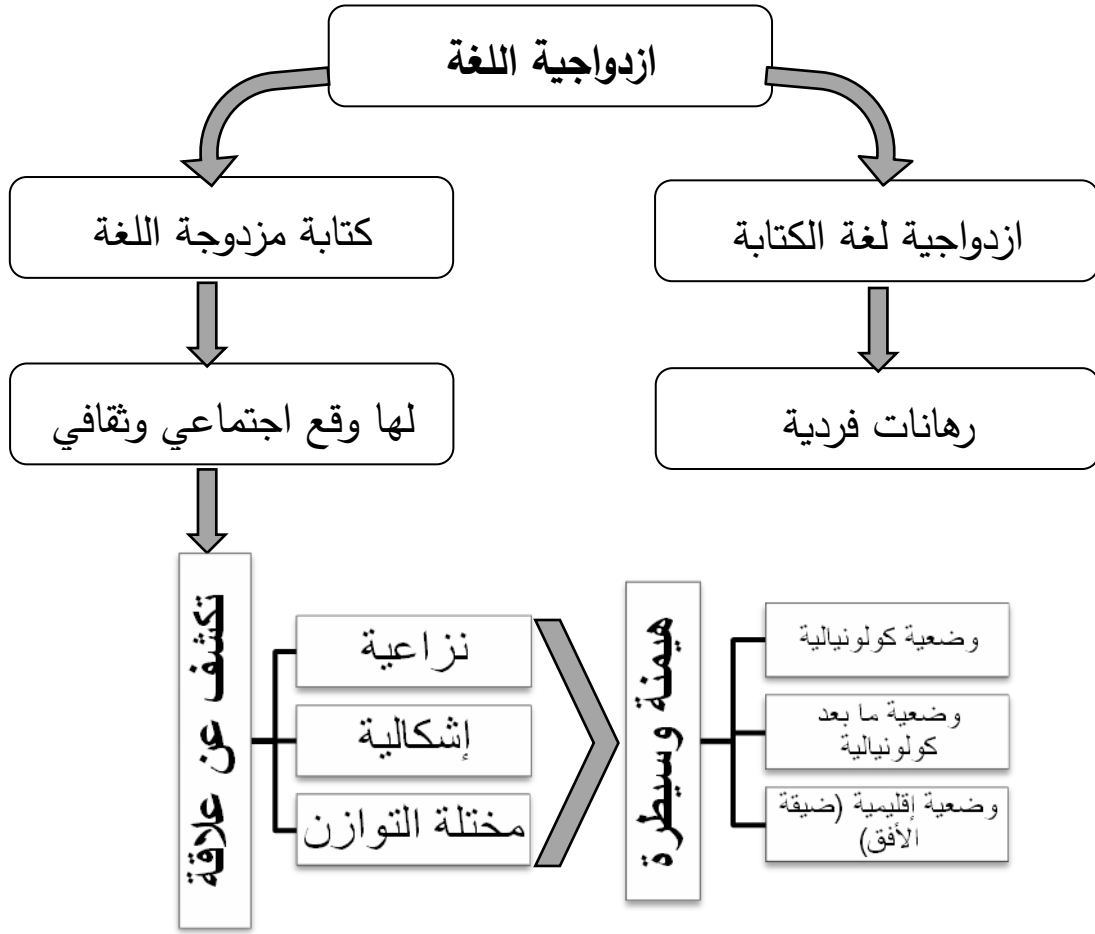 ازدواجية اللغة
ازدواجية لغة الكتابة
كتابة مزدوجة اللغة
رهانات فردية
لها وقع اجتماعي وثقافي
تكشف عن علاقة
نزاعية
إشكالية
مختلة التوازن
هيمنة وسيطرة
وضعية كولونيالية
وضعية ما بعد
كولونيالية
وضعية إقليمية (ضيقة
الأفق)